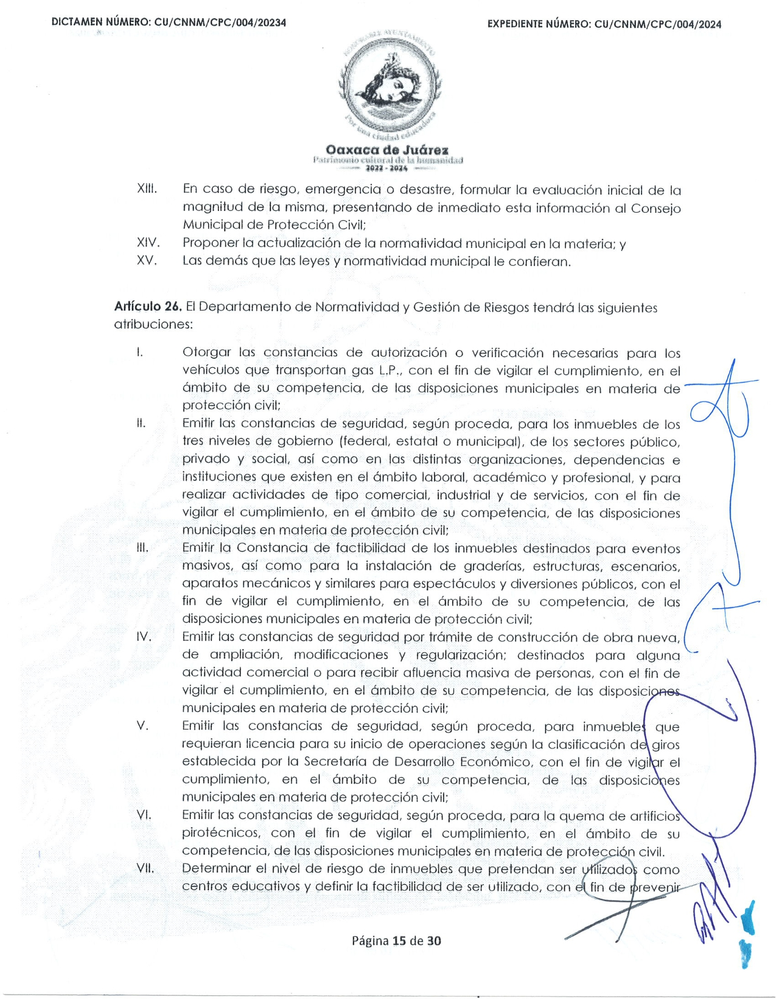 DICTAMEN NÚMERO: CU/CNNM/CPC/004/20234
EXPEDIENTE NÚMERO: CU/CNNM/CPC/004/2024
HONORABLE AYUNTAMIENTO
Por una ciudad educadora
Oaxaca de Juárez
Patrimonio cultural de la humanidad
2022 - 2024
XIII. En caso de riesgo, emergencia o desastre, formular la evaluación inicial de la
magnitud de la misma, presentando de inmediato esta información al Consejo
Municipal de Protección Civil;
XIV. Proponer la actualización de la normatividad municipal en la materia; y
XV. Las demás que las leyes y normatividad municipal le confieran.
Artículo 26. El Departamento de Normatividad y Gestión de Riesgos tendrá las siguientes
atribuciones:
I. Otorgar las constancias de autorización o verificación necesarias para los
vehículos que transportan gas L.P., con el fin de vigilar el cumplimiento, en el
ámbito de su competencia, de las disposiciones municipales en materia de
protección civil;
II. Emitir las constancias de seguridad, según proceda, para los inmuebles de los
tres niveles de gobierno (federal, estatal o municipal), de los sectores público,
privado y social, así como en las distintas organizaciones, dependencias e
instituciones que existen en el ámbito laboral, académico y profesional, y para
realizar actividades de tipo comercial, industrial y de servicios, con el fin de
vigilar el cumplimiento, en el ámbito de su competencia, de las disposiciones
municipales en materia de protección civil;
III. Emitir la Constancia de factibilidad de los inmuebles destinados para eventos
masivos, así como para la instalación de graderías, estructuras, escenarios,
aparatos mecánicos y similares para espectáculos y diversiones públicos, con el
fin de vigilar el cumplimiento, en el ámbito de su competencia, de las
disposiciones municipales en materia de protección civil;
IV. Emitir las constancias de seguridad por trámite de construcción de obra nueva,
de ampliación, modificaciones y regularización; destinados para alguna
actividad comercial o para recibir afluencia masiva de personas, con el fin de
vigilar el cumplimiento, en el ámbito de su competencia, de las disposiciones
municipales en materia de protección civil;
V. Emitir las constancias de seguridad, según proceda, para inmuebles que
requieran licencia para su inicio de operaciones según la clasificación de giros
establecida por la Secretaría de Desarrollo Económico, con el fin de vigilar el
cumplimiento, en el ámbito de su competencia, de las disposiciones
municipales en materia de protección civil;
VI. Emitir las constancias de seguridad, según proceda, para la quema de artificios
pirotécnicos, con el fin de vigilar el cumplimiento, en el ámbito de su
competencia, de las disposiciones municipales en materia de protección civil.
VII. Determinar el nivel de riesgo de inmuebles que pretendan ser utilizados como
centros educativos y definir la factibilidad de ser utilizado, con el fin de prevenir
Página 15 de 30